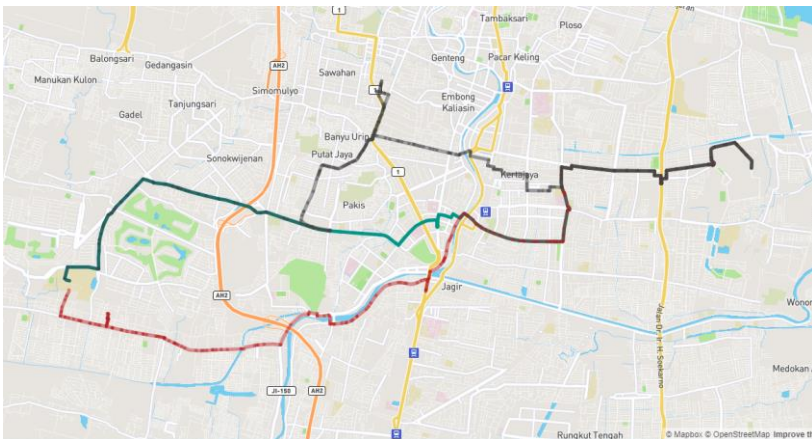 1
Tambaksari
Ploso
Balongsari
Gedangasin
AH2
Sawahan
Genteng
Pacar Keling
Manukan Kulon
Simomulyo
1
Embong
Kaliasin
Tanjungsari
Gadel
Banyu Urip
Putat Jaya
Sonokwijenan
1
Kertajaya
Pakis
Jagir
AH2
Jalan Dr. Ir. H. Soekarno
Wonor
Medokan
JI-150
AH2
Rungkut Tengah
© Mapbox © OpenStreetMap Improve th